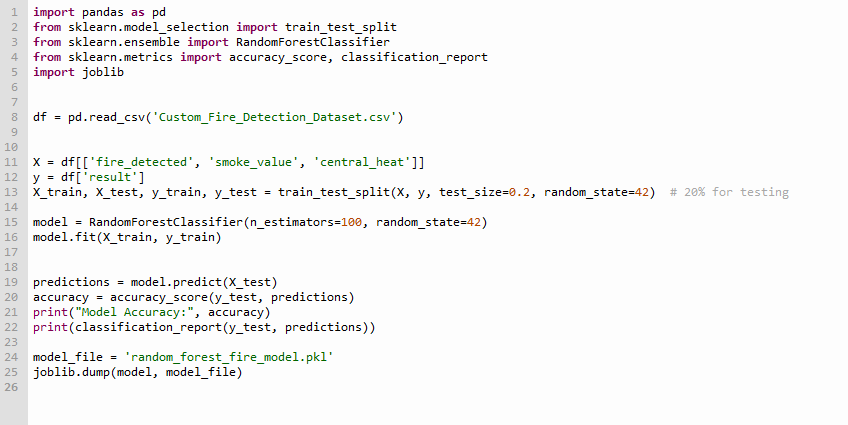 1 import pandas as pd
2 from sklearn.model_selection import train_test_split
3 from sklearn.ensemble import RandomForestClassifier
4 from sklearn.metrics import accuracy_score, classification_report
5 import joblib
6
7
8 df = pd.read_csv('Custom_Fire_Detection_Dataset.csv')
9
10
11 X = df[['fire_detected', 'smoke_value', 'central_heat']]
12 y = df['result']
13 X_train, X_test, y_train, y_test = train_test_split(X, y, test_size=0.2, random_state=42)  # 20% for testing
14
15 model = RandomForestClassifier(n_estimators=100, random_state=42)
16 model.fit(X_train, y_train)
17
18
19 predictions = model.predict(X_test)
20 accuracy = accuracy_score(y_test, predictions)
21 print("Model Accuracy:", accuracy)
22 print(classification_report(y_test, predictions))
23
24 model_file = 'random_forest_fire_model.pkl'
25 joblib.dump(model, model_file)
26